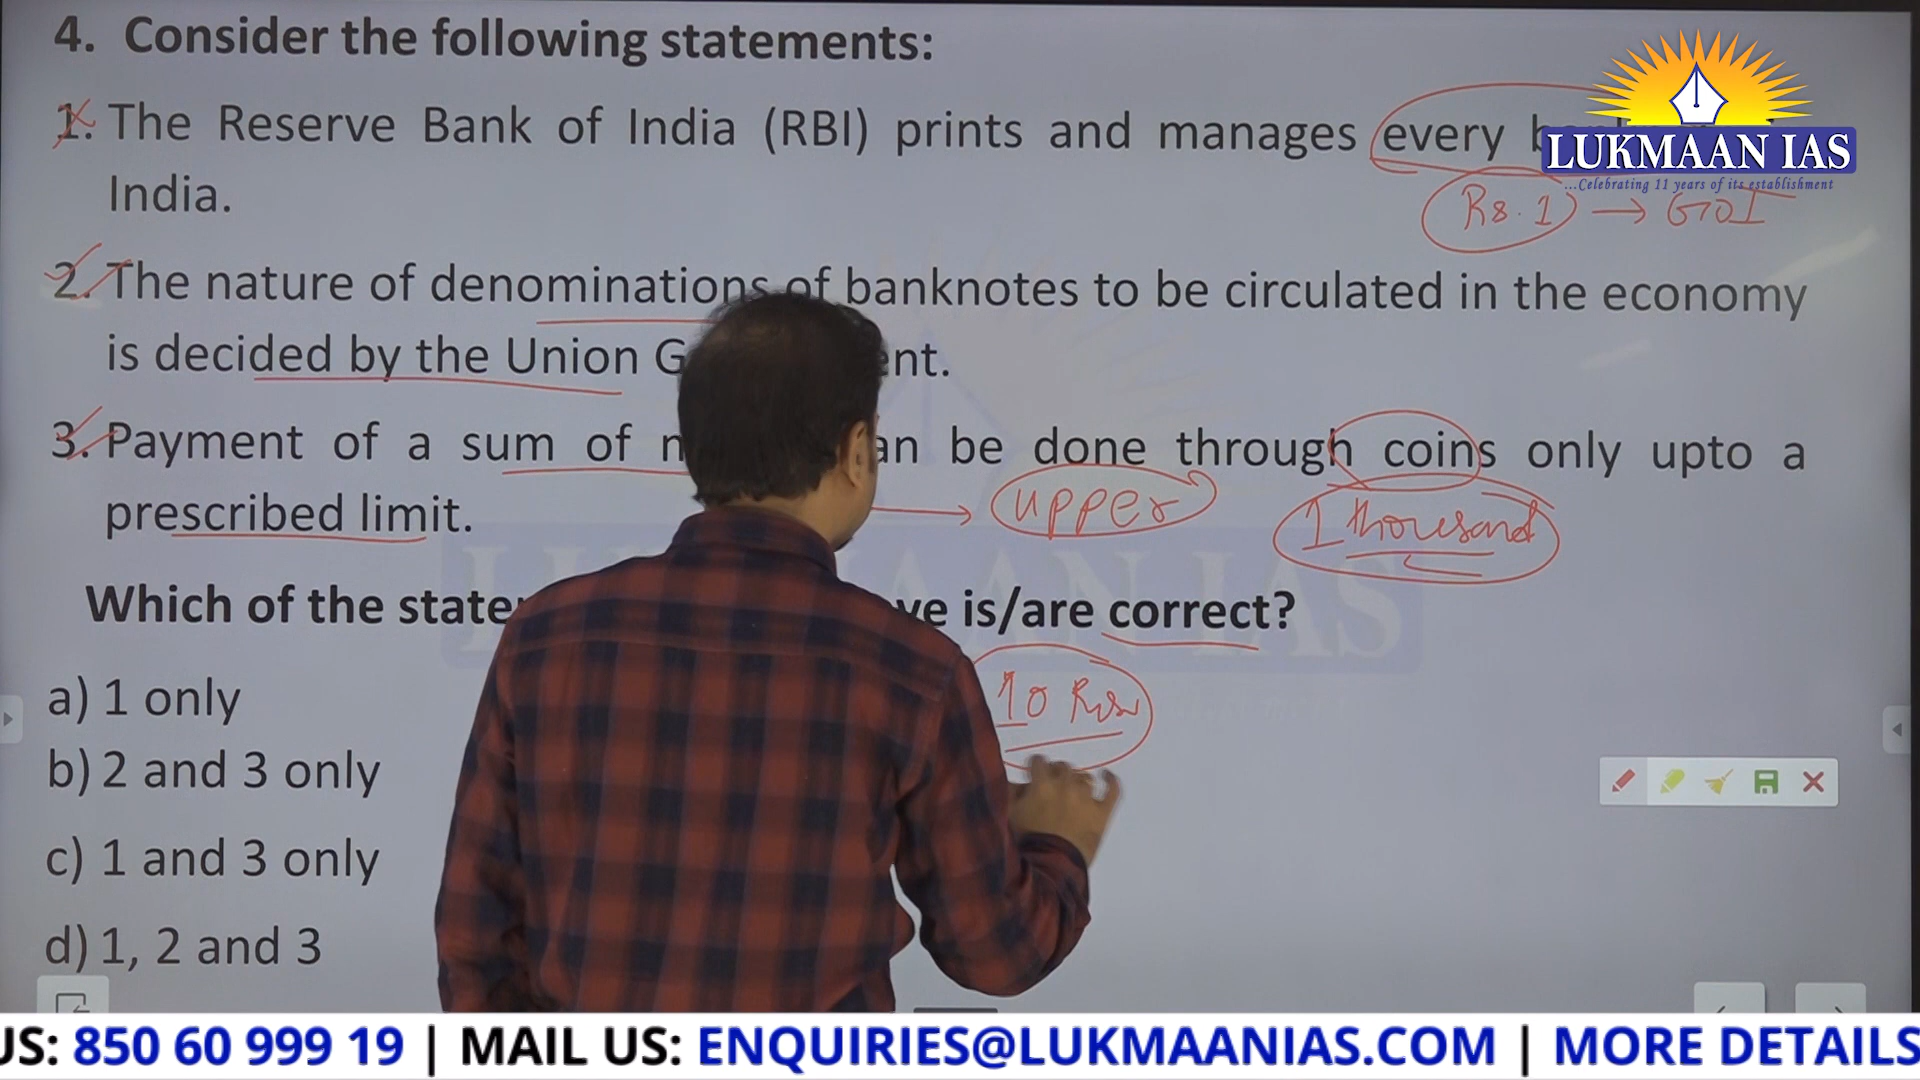 4. Consider the following statements:
1. The Reserve Bank of India (RBI) prints and manages every
India.
LUKMAAN IAS
...Celebrating 11 years of its establishment
Rs. 1 → GOI
2. The nature of denominations of banknotes to be circulated in the economy
is decided by the Union
3. Payment of a sum of be done through coins only upto a
prescribed limit. → upper 1 thousand
Which of the is/are correct?
a) 1 only
10
b) 2 and 3 only
c) 1 and 3 only
d) 1, 2 and 3
US: 850 60 999 19 | MAIL US: ENQUIRIES@LUKMAANIAS.COM | MORE DETAILS